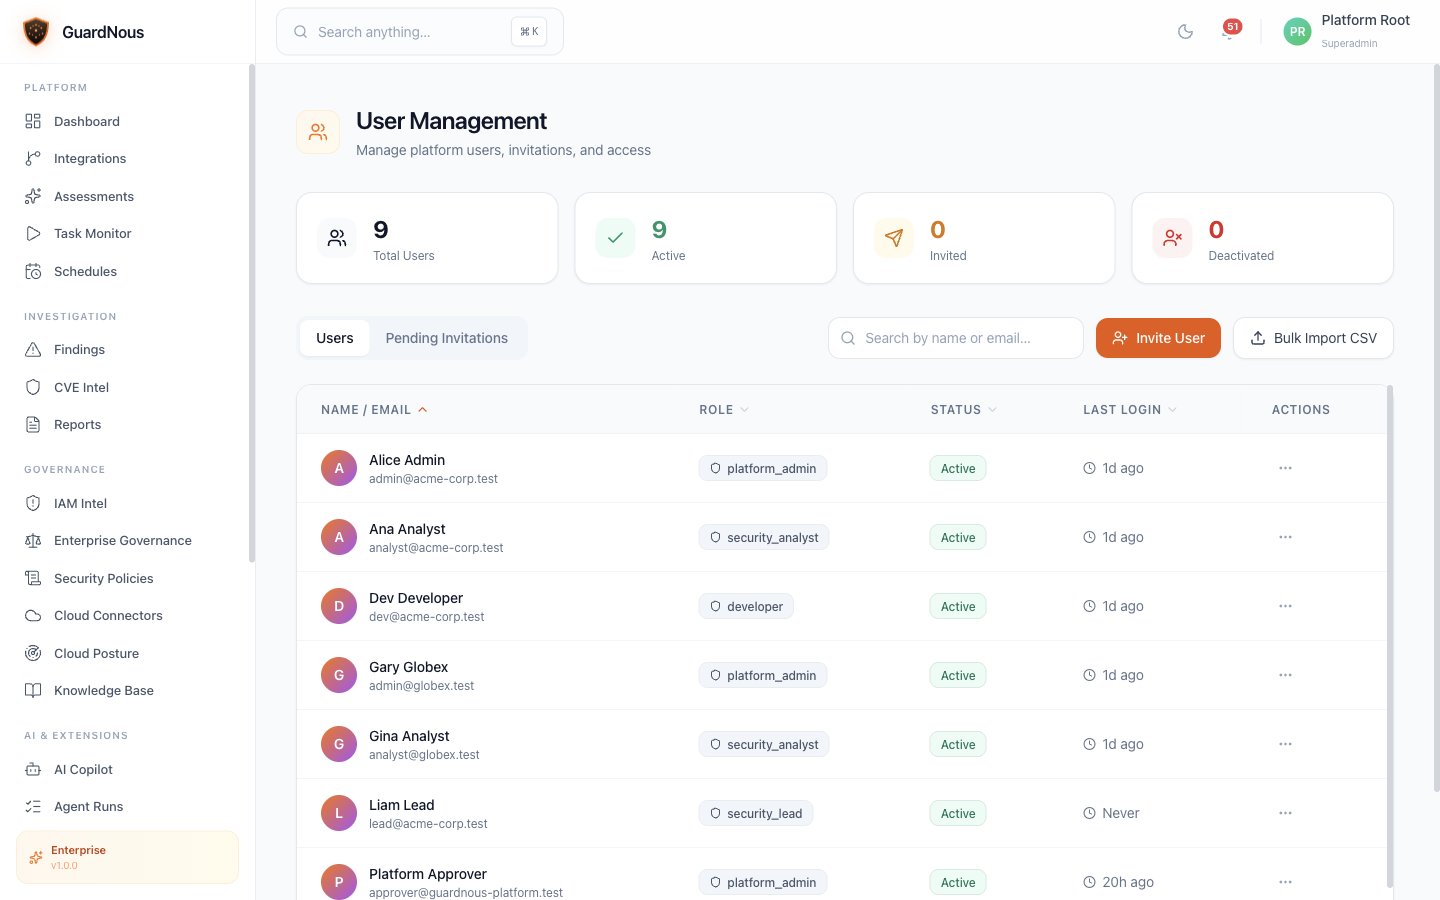 GuardNous
Search anything...
⌘ K
51
PR
Platform Root
Superadmin
PLATFORM
Dashboard
Integrations
Assessments
Task Monitor
Schedules
INVESTIGATION
Findings
CVE Intel
Reports
GOVERNANCE
IAM Intel
Enterprise Governance
Security Policies
Cloud Connectors
Cloud Posture
Knowledge Base
AI & EXTENSIONS
AI Copilot
Agent Runs
Enterprise
v1.0.0
User Management
Manage platform users, invitations, and access
9
Total Users
9
Active
0
Invited
0
Deactivated
Users
Pending Invitations
Search by name or email...
Invite User
Bulk Import CSV
NAME / EMAIL ROLE STATUS LAST LOGIN ACTIONS
A Alice Admin
admin@acme-corp.test
platform_admin Active 1d ago
A Ana Analyst
analyst@acme-corp.test
security_analyst Active 1d ago
D Dev Developer
dev@acme-corp.test
developer Active 1d ago
G Gary Globex
admin@globex.test
platform_admin Active 1d ago
G Gina Analyst
analyst@globex.test
security_analyst Active 1d ago
L Liam Lead
lead@acme-corp.test
security_lead Active Never
P Platform Approver
approver@guardnous-platform.test
platform_admin Active 20h ago